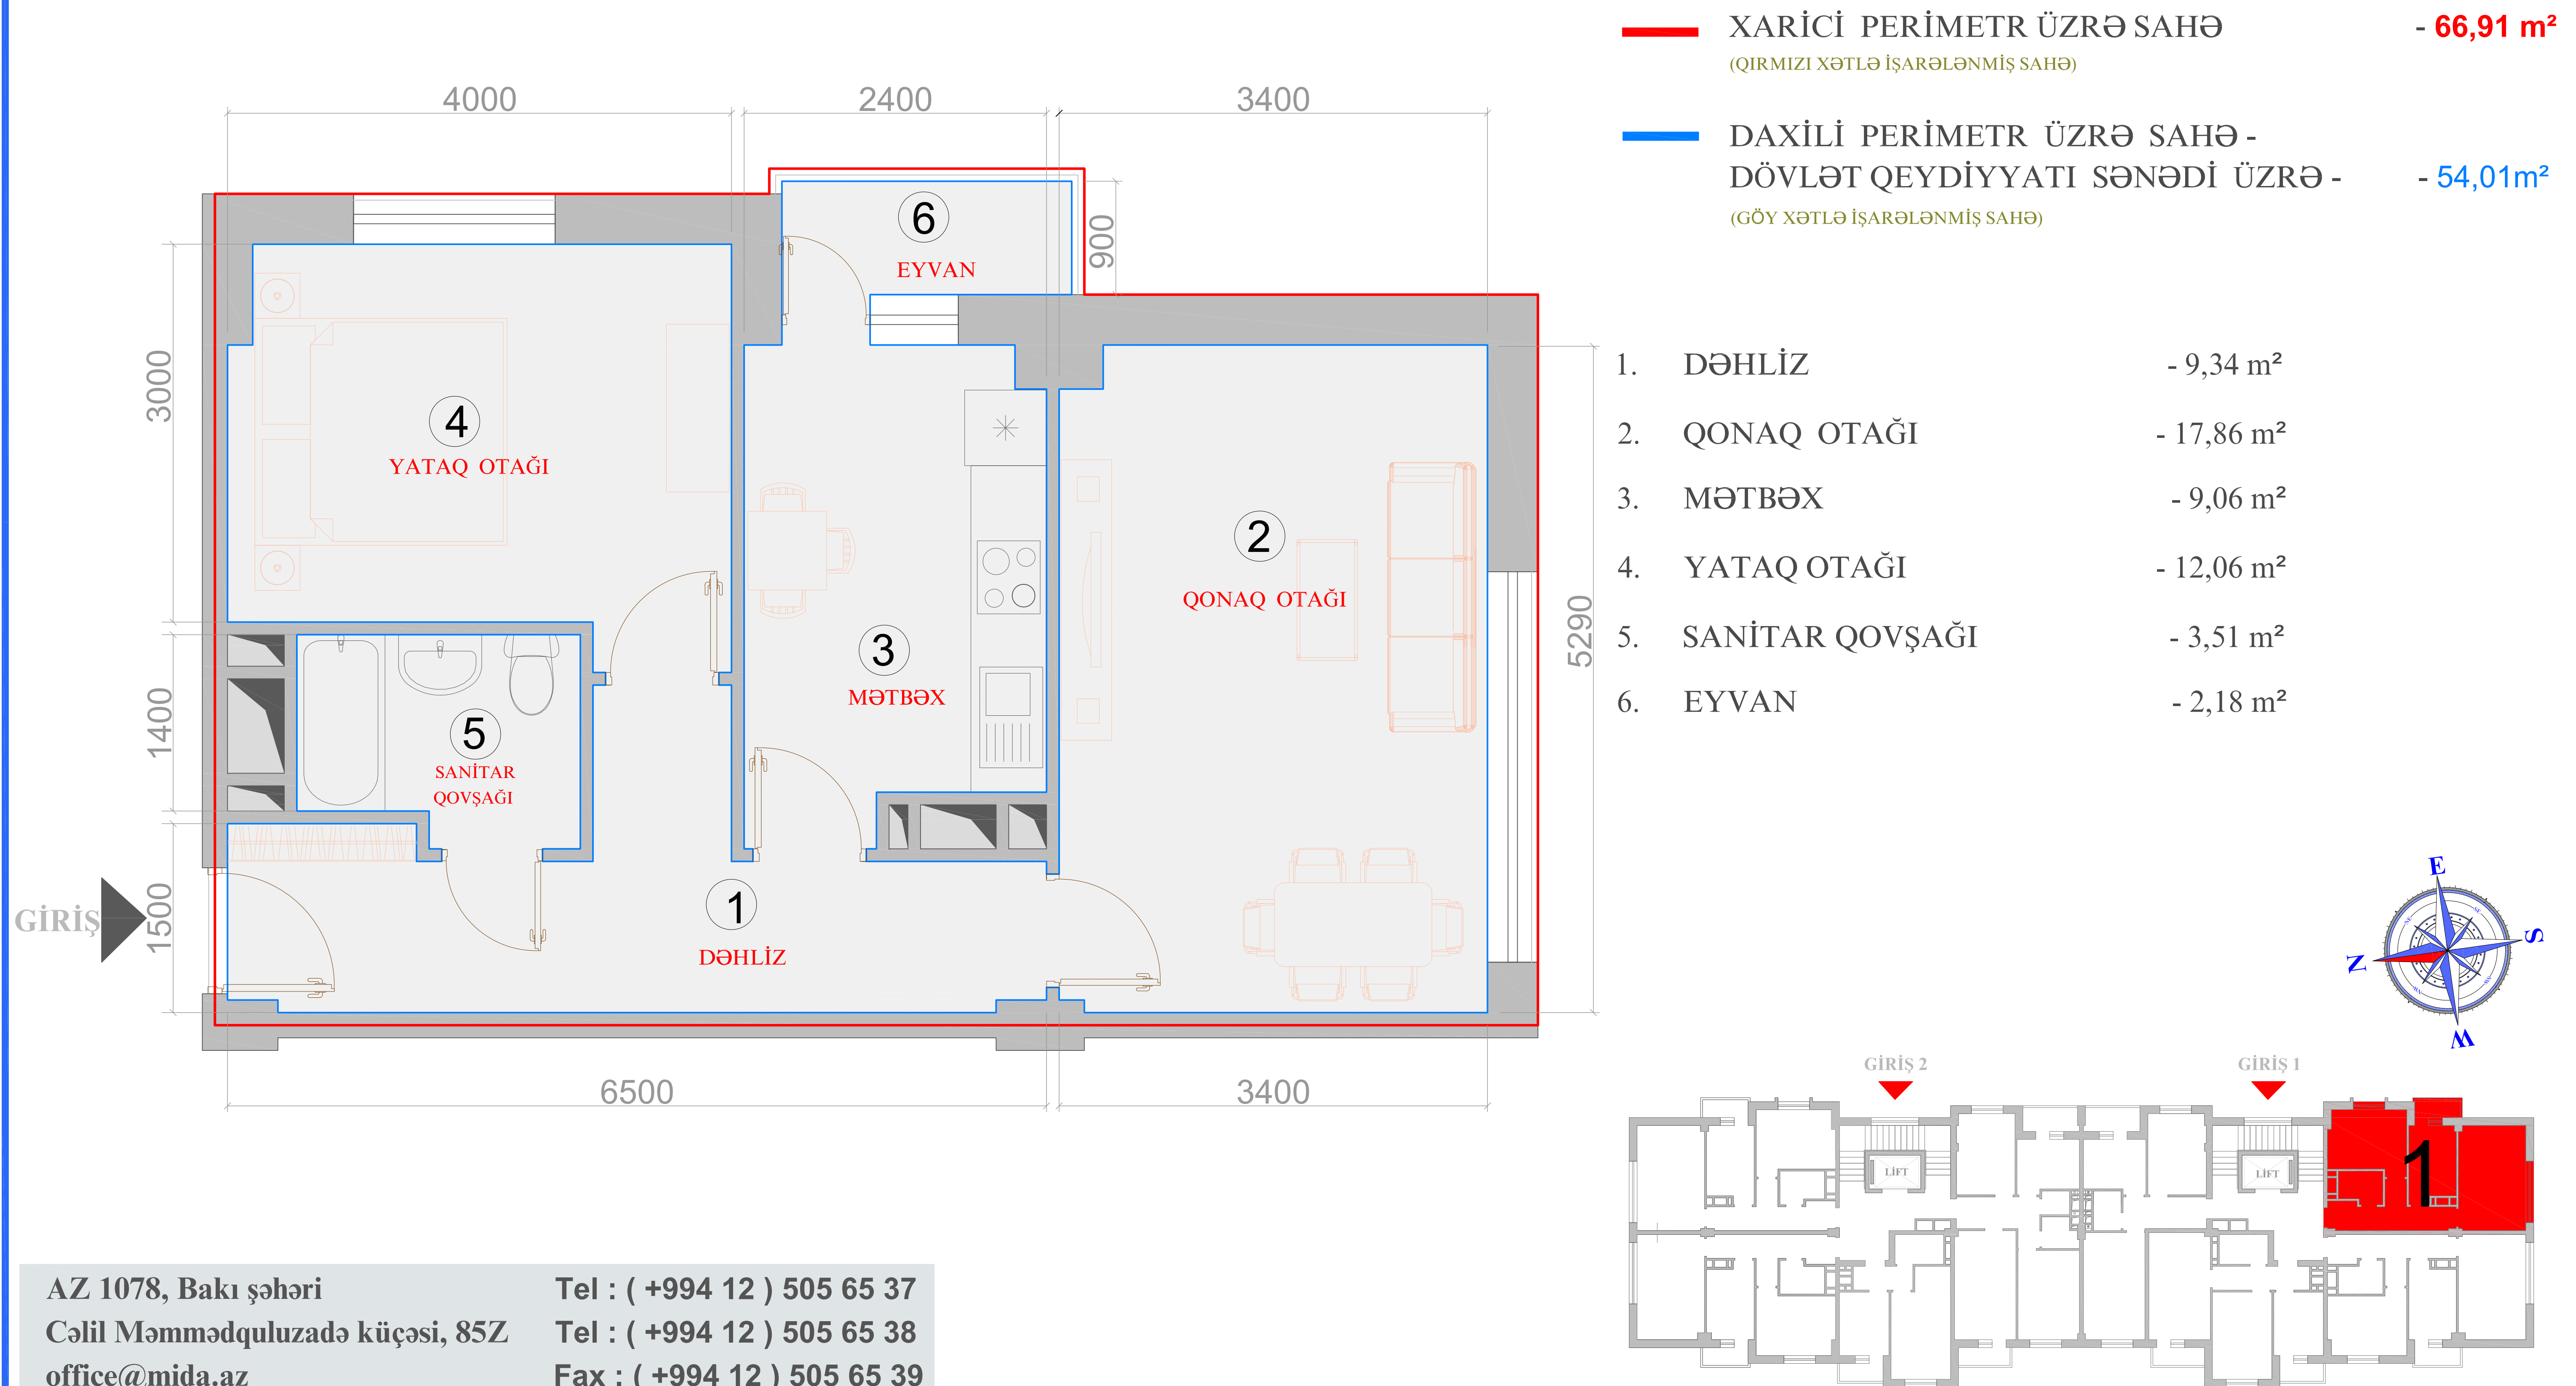 XARİCİ PERİMETR ÜZRƏ SAHƏ - 66,91 m²
(QIRMIZI XƏTLƏ İŞARƏLƏNMİŞ SAHƏ)
DAXİLİ PERİMETR ÜZRƏ SAHƏ -
DÖVLƏT QEYDİYYATI SƏNƏDİ ÜZRƏ - - 54,01m²
(GÖY XƏTLƏ İŞARƏLƏNMİŞ SAHƏ)
4000
2400
3400
6
EYVAN
900
3000
4
YATAQ OTAĞI
2
QONAQ OTAĞI
5290
3
MƏTBƏX
1400
5
SANİTAR
QOVŞAĞI
GİRİŞ
1500
1
DƏHLİZ
6500
3400
1. DƏHLİZ - 9,34 m²
2. QONAQ OTAĞI - 17,86 m²
3. MƏTBƏX - 9,06 m²
4. YATAQ OTAĞI - 12,06 m²
5. SANİTAR QOVŞAĞI - 3,51 m²
6. EYVAN - 2,18 m²
E
S
N
W
GİRİŞ 2
GİRİŞ 1
LİFT
LİFT
1
AZ 1078, Bakı şəhəri Tel : ( +994 12 ) 505 65 37
Cəlil Məmmədquluzadə küçəsi, 85Z Tel : ( +994 12 ) 505 65 38
office@mida.az Fax : ( +994 12 ) 505 65 39